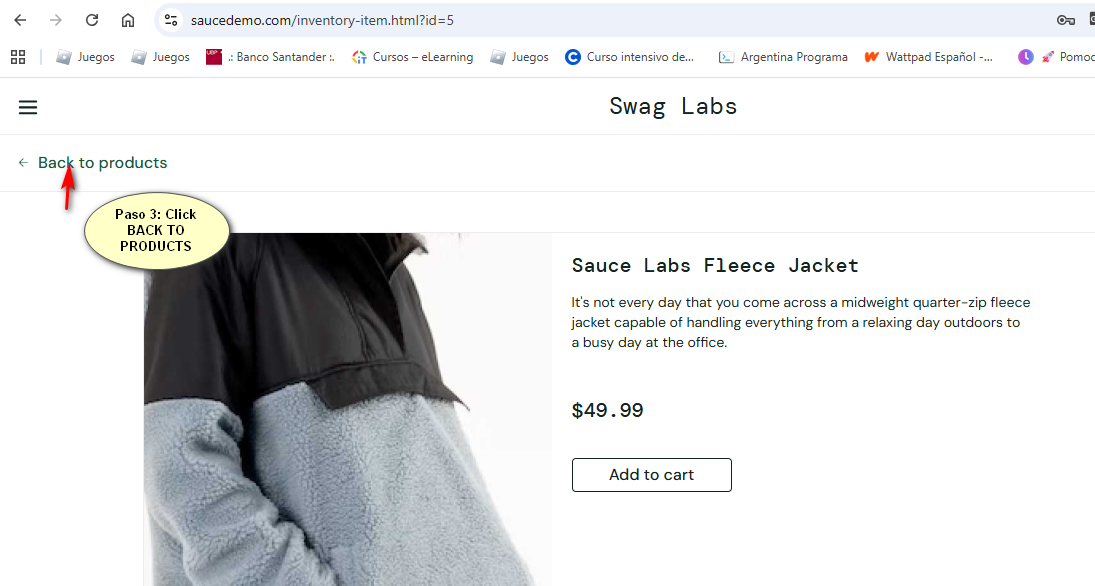 saucedemo.com/inventory-item.html?id=5
Juegos
Juegos
UBP
.: Banco Santander :.
Cursos – eLearning
Juegos
Curso intensivo de...
Argentina Programa
Wattpad Español -...
Pomoc
Swag Labs
← Back to products
Paso 3: Click
BACK TO
PRODUCTS
Sauce Labs Fleece Jacket
It's not every day that you come across a midweight quarter-zip fleece
jacket capable of handling everything from a relaxing day outdoors to
a busy day at the office.
$49.99
Add to cart